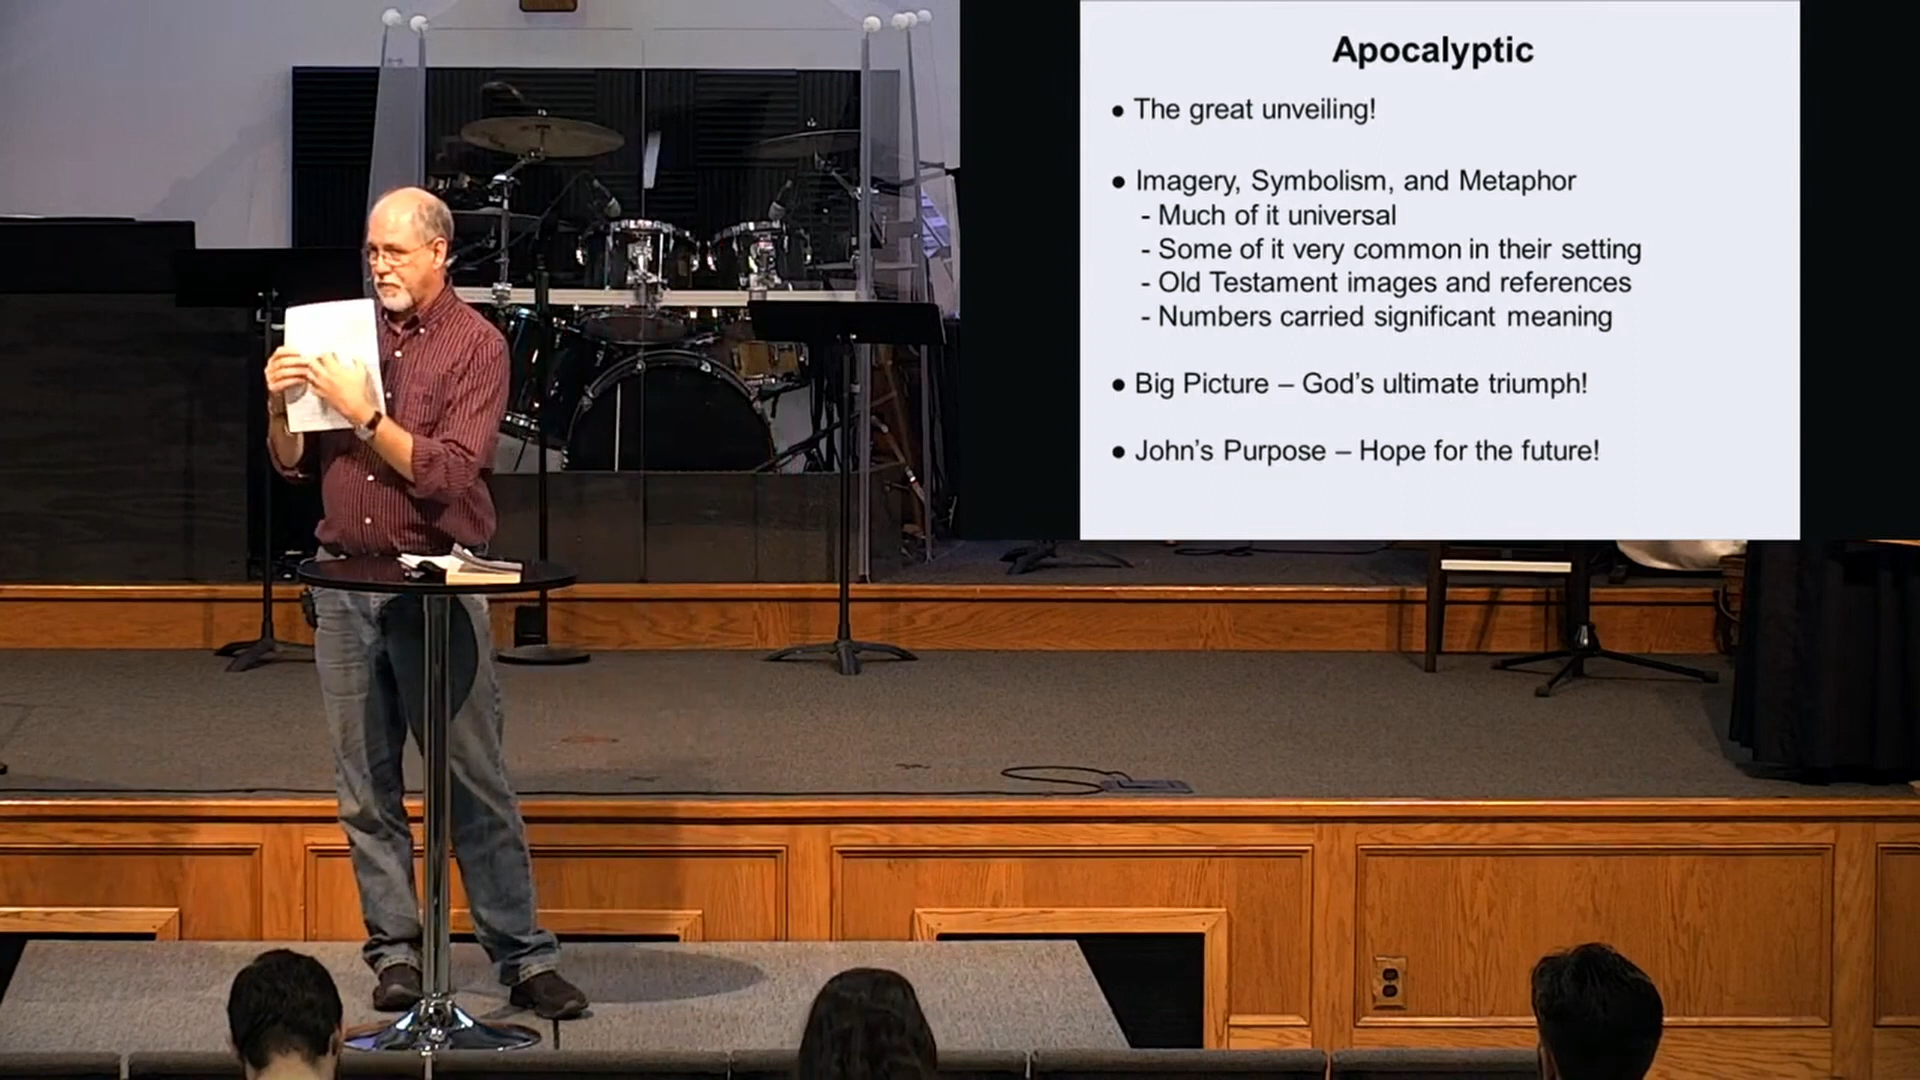 Apocalyptic
● The great unveiling!
● Imagery, Symbolism, and Metaphor
- Much of it universal
- Some of it very common in their setting
- Old Testament images and references
- Numbers carried significant meaning
● Big Picture – God’s ultimate triumph!
● John’s Purpose – Hope for the future!